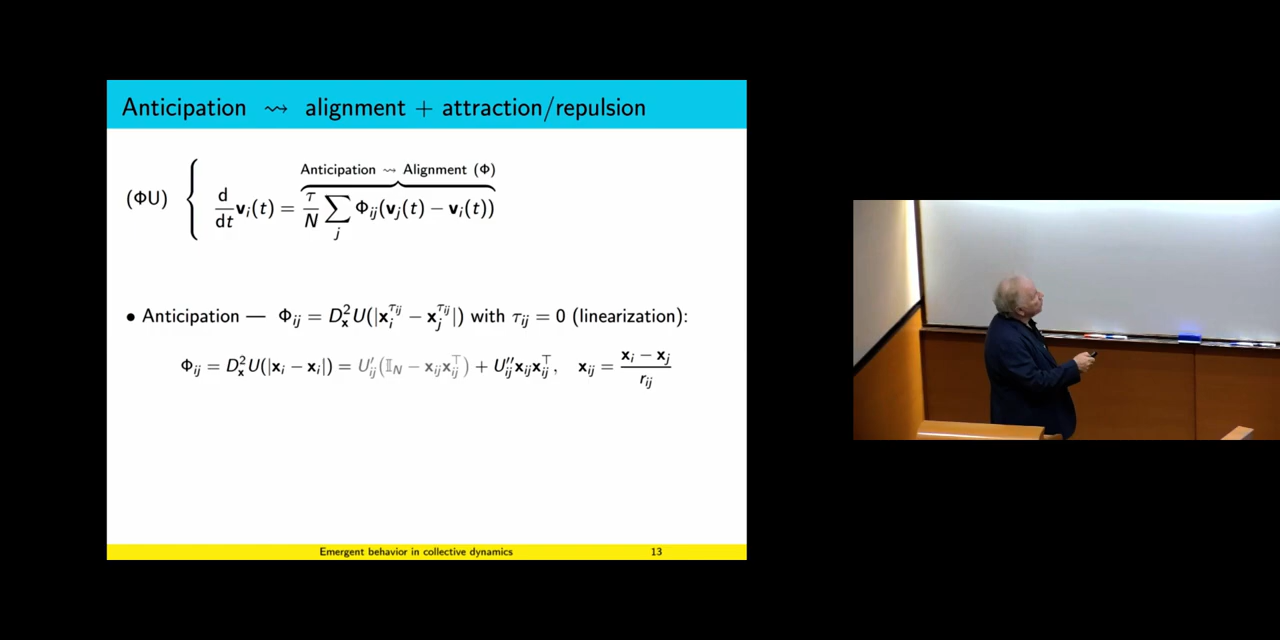 Anticipation ⇝ alignment + attraction/repulsion
Anticipation ⇝ Alignment (Φ)
(ΦU) { d/dt v_i(t) = τ/N ∑_j Φ_ij(v_j(t) − v_i(t))
• Anticipation — Φ_ij = D²_x U(|x_i^{τ_ij} − x_j^{τ_ij}|) with τ_ij = 0 (linearization):
Φ_ij = D²_x U(|x_i − x_i|) = U′_ij(𝕀_N − x_ij x_ij^⊤) + U″_ij x_ij x_ij^⊤, x_ij = (x_i − x_j)/r_ij
Emergent behavior in collective dynamics 13